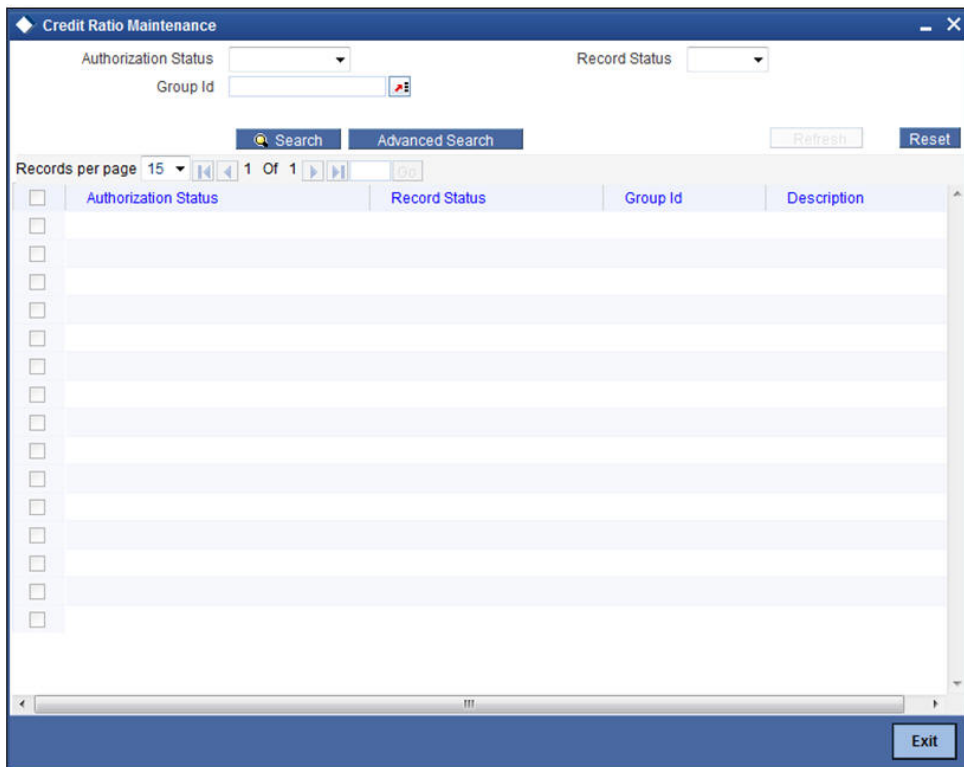 Credit Ratio Maintenance
Authorization Status Record Status
Group Id
Search Advanced Search Refresh Reset
Records per page 15 1 Of 1 Go
Authorization Status Record Status Group Id Description
Exit